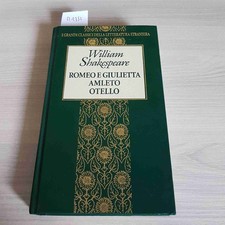 I GRANDI CLASSICI DELLA LETTERATURA STRANIERA
William
Shakespeare
ROMEO E GIULIETTA
AMLETO
OTELLO